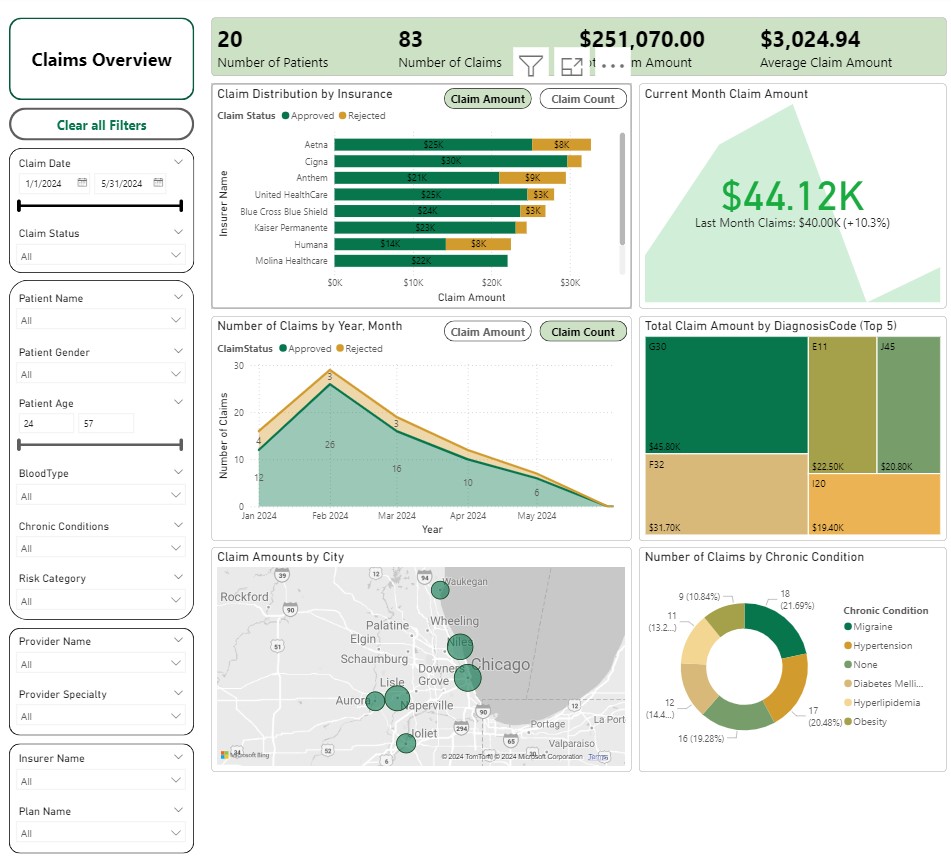 Claims Overview
Clear all Filters
Claim Date
1/1/2024 5/31/2024
Claim Status
All
Patient Name
All
Patient Gender
All
Patient Age
24 57
BloodType
All
Chronic Conditions
All
Risk Category
All
Provider Name
All
Provider Specialty
All
Insurer Name
All
Plan Name
All
20 83 $251,070.00 $3,024.94
Number of Patients Number of Claims m Amount Average Claim Amount
Claim Distribution by Insurance
Claim Amount Claim Count
Claim Status Approved Rejected
Insurer Name
Aetna $25K $8K
Cigna $30K
Anthem $21K $9K
United HealthCare $25K $3K
Blue Cross Blue Shield $24K $3K
Kaiser Permanente $23K
Humana $14K $8K
Molina Healthcare $22K
$0K $10K $20K $30K
Claim Amount
Current Month Claim Amount
$44.12K
Last Month Claims: $40.00K (+10.3%)
Number of Claims by Year, Month
Claim Amount Claim Count
ClaimStatus Approved Rejected
Number of Claims
30
20
10
0
4 3 3
12 26 16 10 6
Jan 2024 Feb 2024 Mar 2024 Apr 2024 May 2024
Year
Total Claim Amount by DiagnosisCode (Top 5)
G30
$45.80K
F32
$31.70K
E11
$22.50K
J45
$20.80K
I20
$19.40K
Claim Amounts by City
39
12
94
Waukegan
Rockford
90
Wheeling
Palatine
51
Elgin
Niles
Schaumburg
Chicago
Downers
Grove
Lisle
Aurora
Naperville
90
12
294
Portage
La Port
Joliet
65
Valparaiso
52
6
Microsoft Bing
© 2024 TomTom, © 2024 Microsoft Corporation Terms
Number of Claims by Chronic Condition
9 (10.84%)
18
(21.69%)
11
(13.2...)
12
(14.4...)
17
(20.48%)
16 (19.28%)
Chronic Condition
Migraine
Hypertension
None
Diabetes Melli...
Hyperlipidemia
Obesity